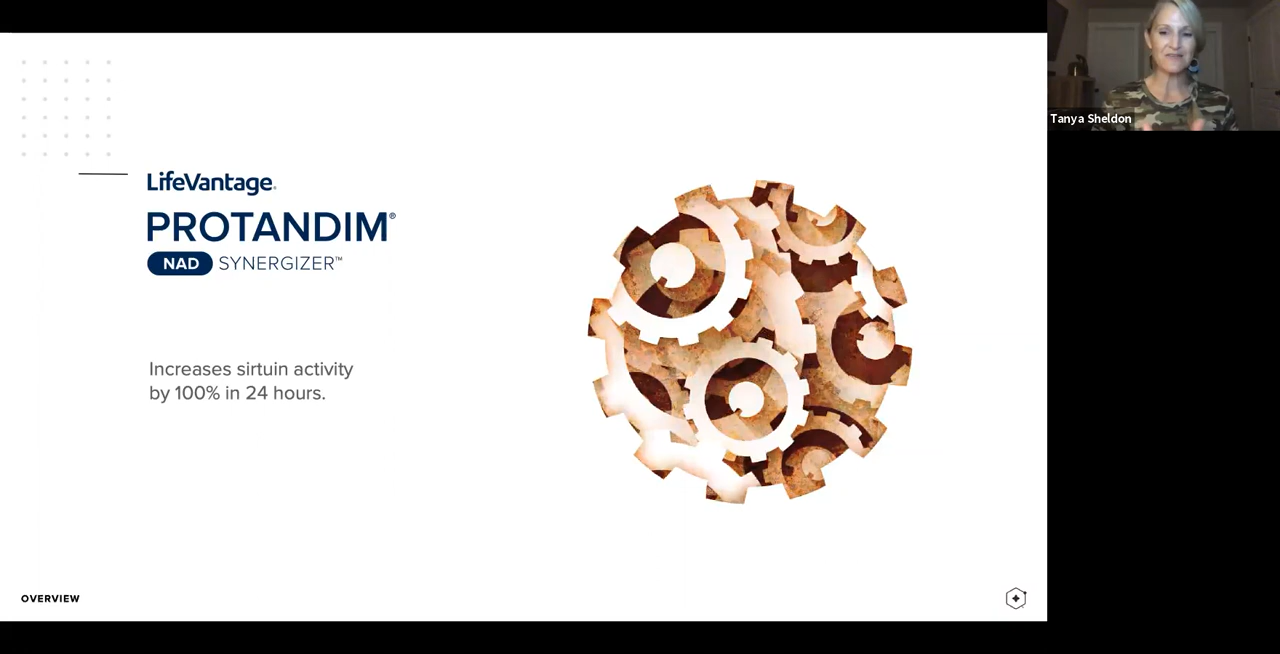 LifeVantage®
PROTANDIM®
NAD SYNERGIZER™
Increases sirtuin activity
by 100% in 24 hours.
OVERVIEW
Tanya Sheldon